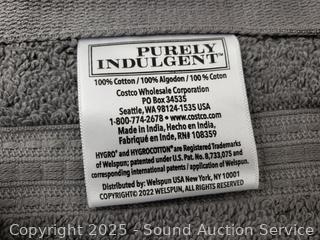 PURELY
INDULGENT™
100% Cotton / 100% Algodon / 100 % Coton
Costco Wholesale Corporation
PO Box 34535
Seattle, WA 98124-1535 USA
1-800-774-2678 • www.costco.com
Made in India, Hecho en India,
Fabriqué en Inde, RN# 108359
HYGRO® and HYGROCOTTON® are Registered Trademarks
of Welspun; patented under U.S. Pat. Nos. 8,733,075 and
corresponding international patents / application of Welspun.
Distributed by: Welspun USA, New York, NY 10001
COPYRIGHT© 2022 WELSPUN, ALL RIGHTS RESERVED
Copyright 2025 - Sound Auction Service